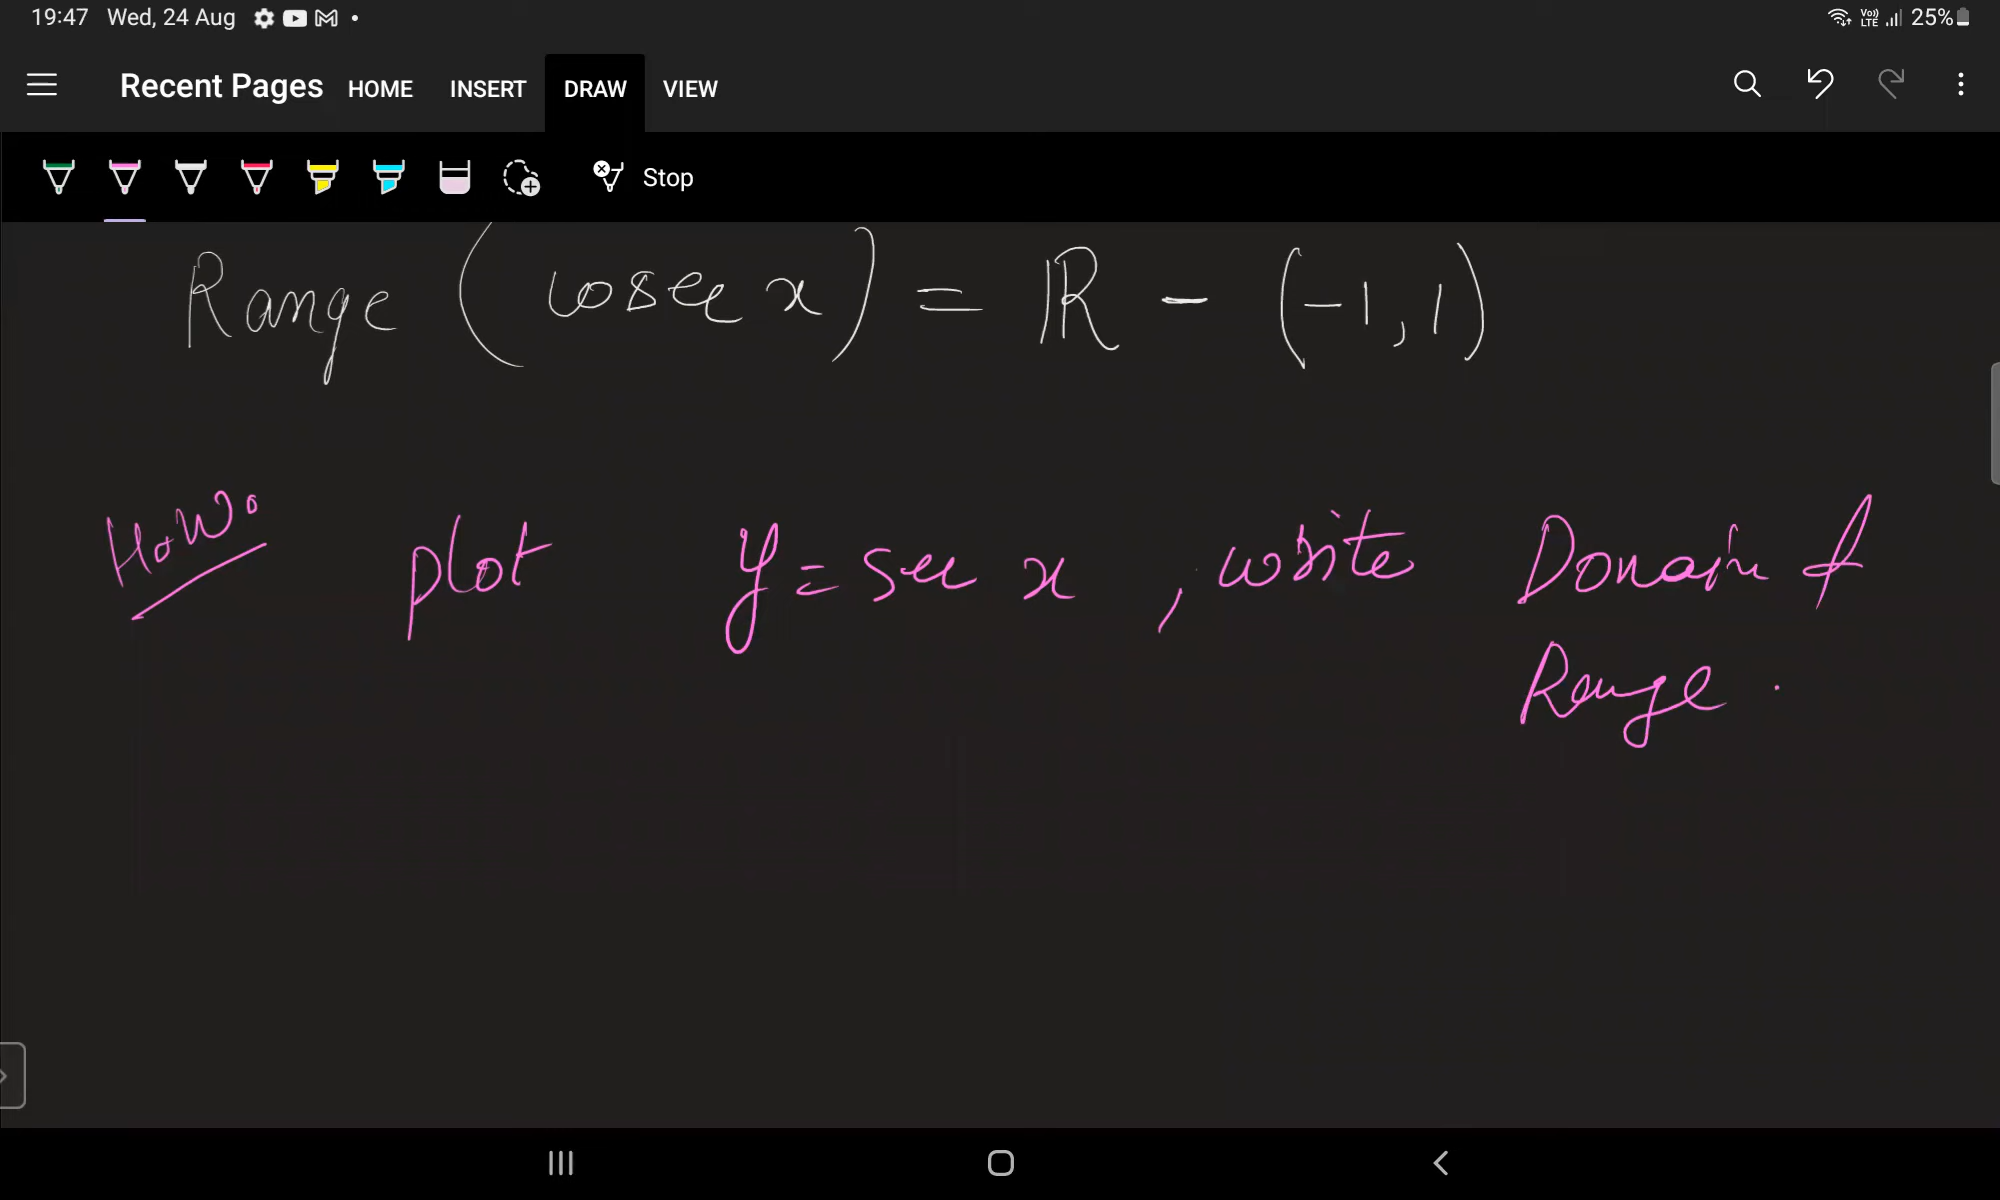 19:47 Wed, 24 Aug 25%
Recent Pages HOME INSERT DRAW VIEW
Stop
Range (cosec x) = ℝ - (-1, 1)
H.W. plot y = sec x , write Domain &
Range .